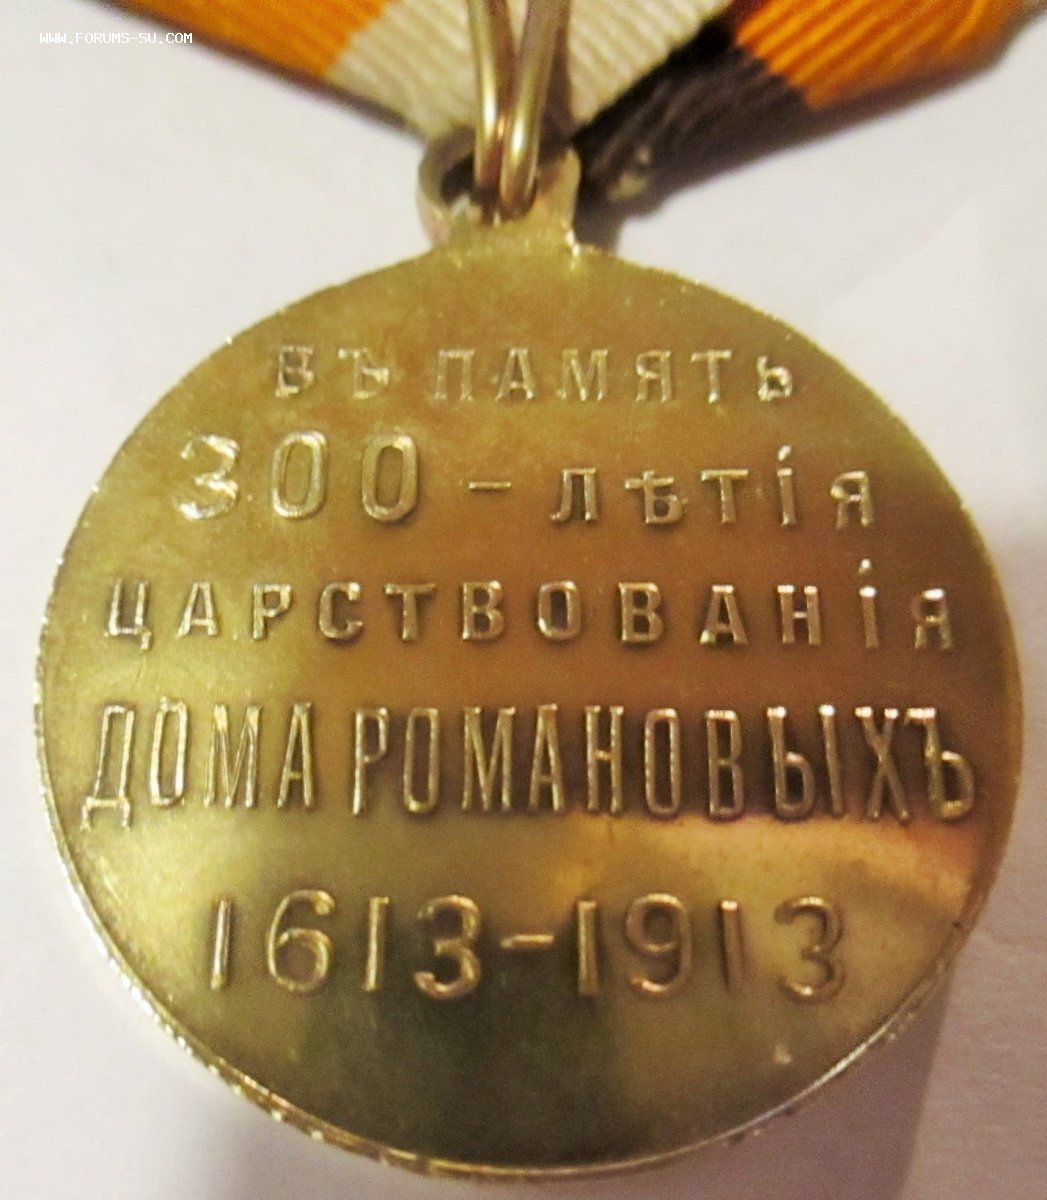 WWW.FORUMS-SU.COM
ВЪ ПАМЯТЬ
300-ЛѢТІЯ
ЦАРСТВОВАНІЯ
ДОМА РОМАНОВЫХЪ
1613-1913